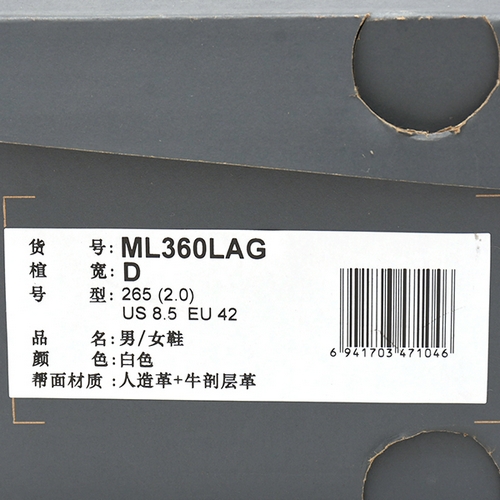 货 号: ML360LAG
楦 宽: D
号 型: 265 (2.0)
US 8.5 EU 42
品 名: 男/女鞋
颜 色: 白色
帮面材质: 人造革+牛剖层革
6 941703 471046